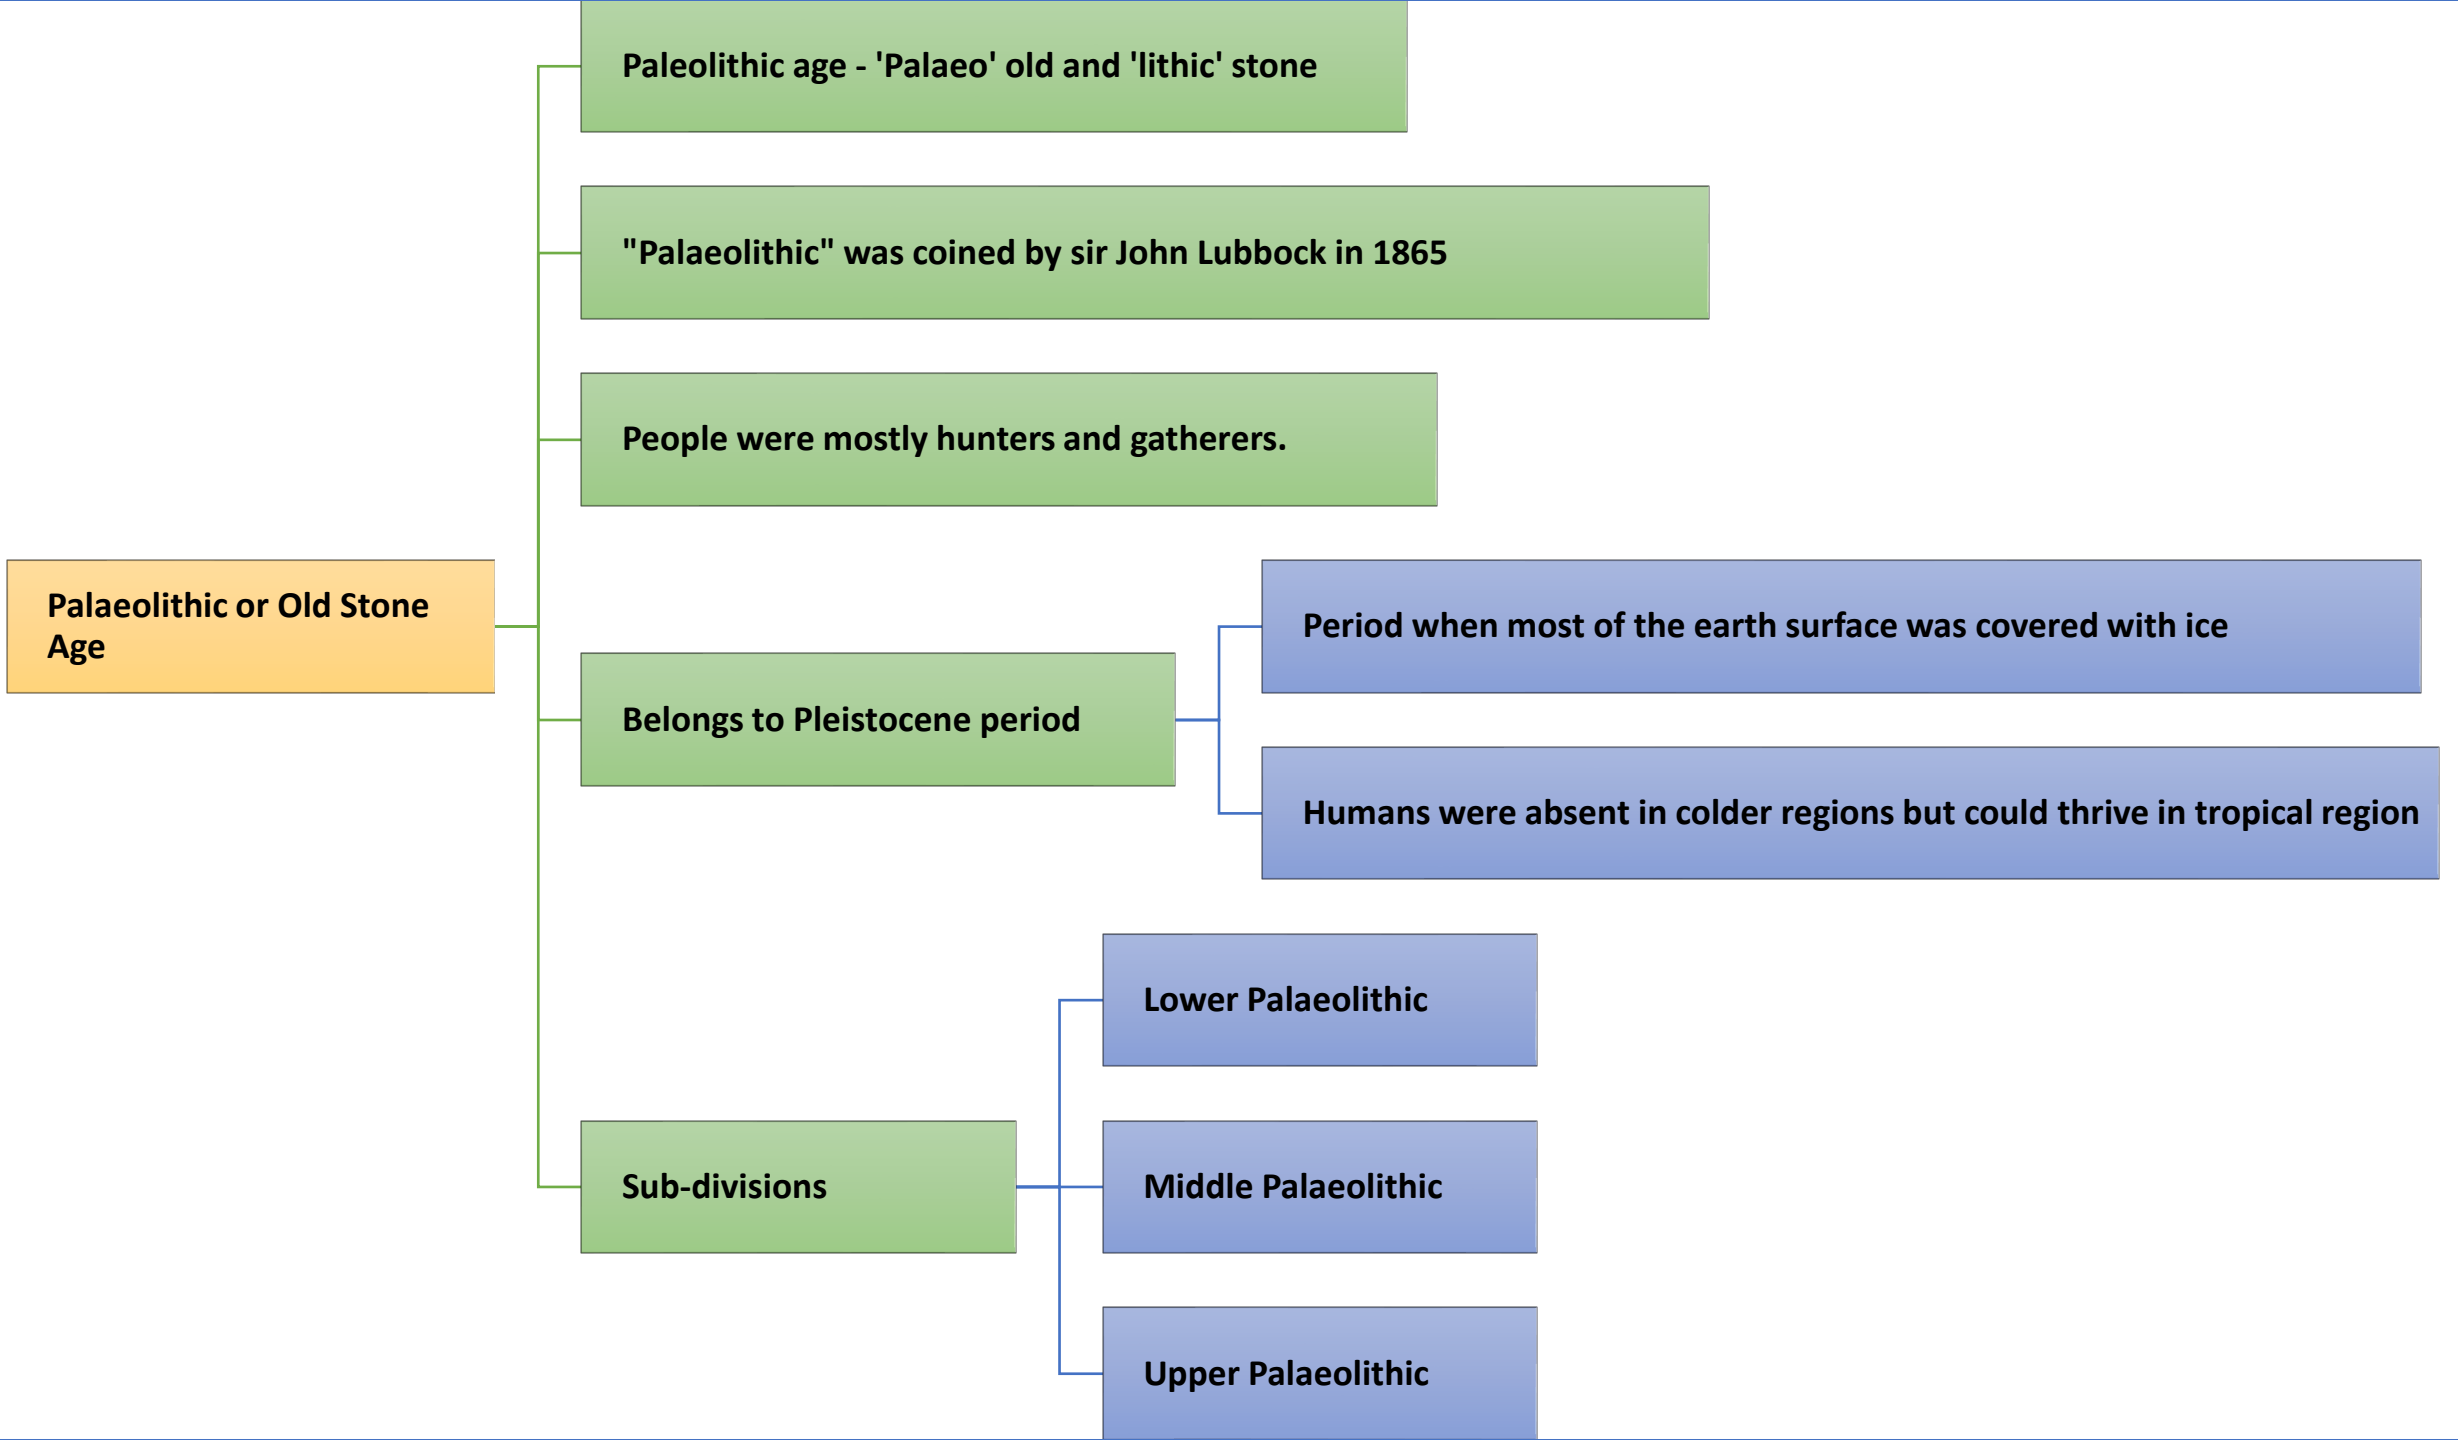 Palaeolithic or Old Stone
Age
Paleolithic age - 'Palaeo' old and 'lithic' stone
"Palaeolithic" was coined by sir John Lubbock in 1865
People were mostly hunters and gatherers.
Belongs to Pleistocene period
Period when most of the earth surface was covered with ice
Humans were absent in colder regions but could thrive in tropical region
Sub-divisions
Lower Palaeolithic
Middle Palaeolithic
Upper Palaeolithic